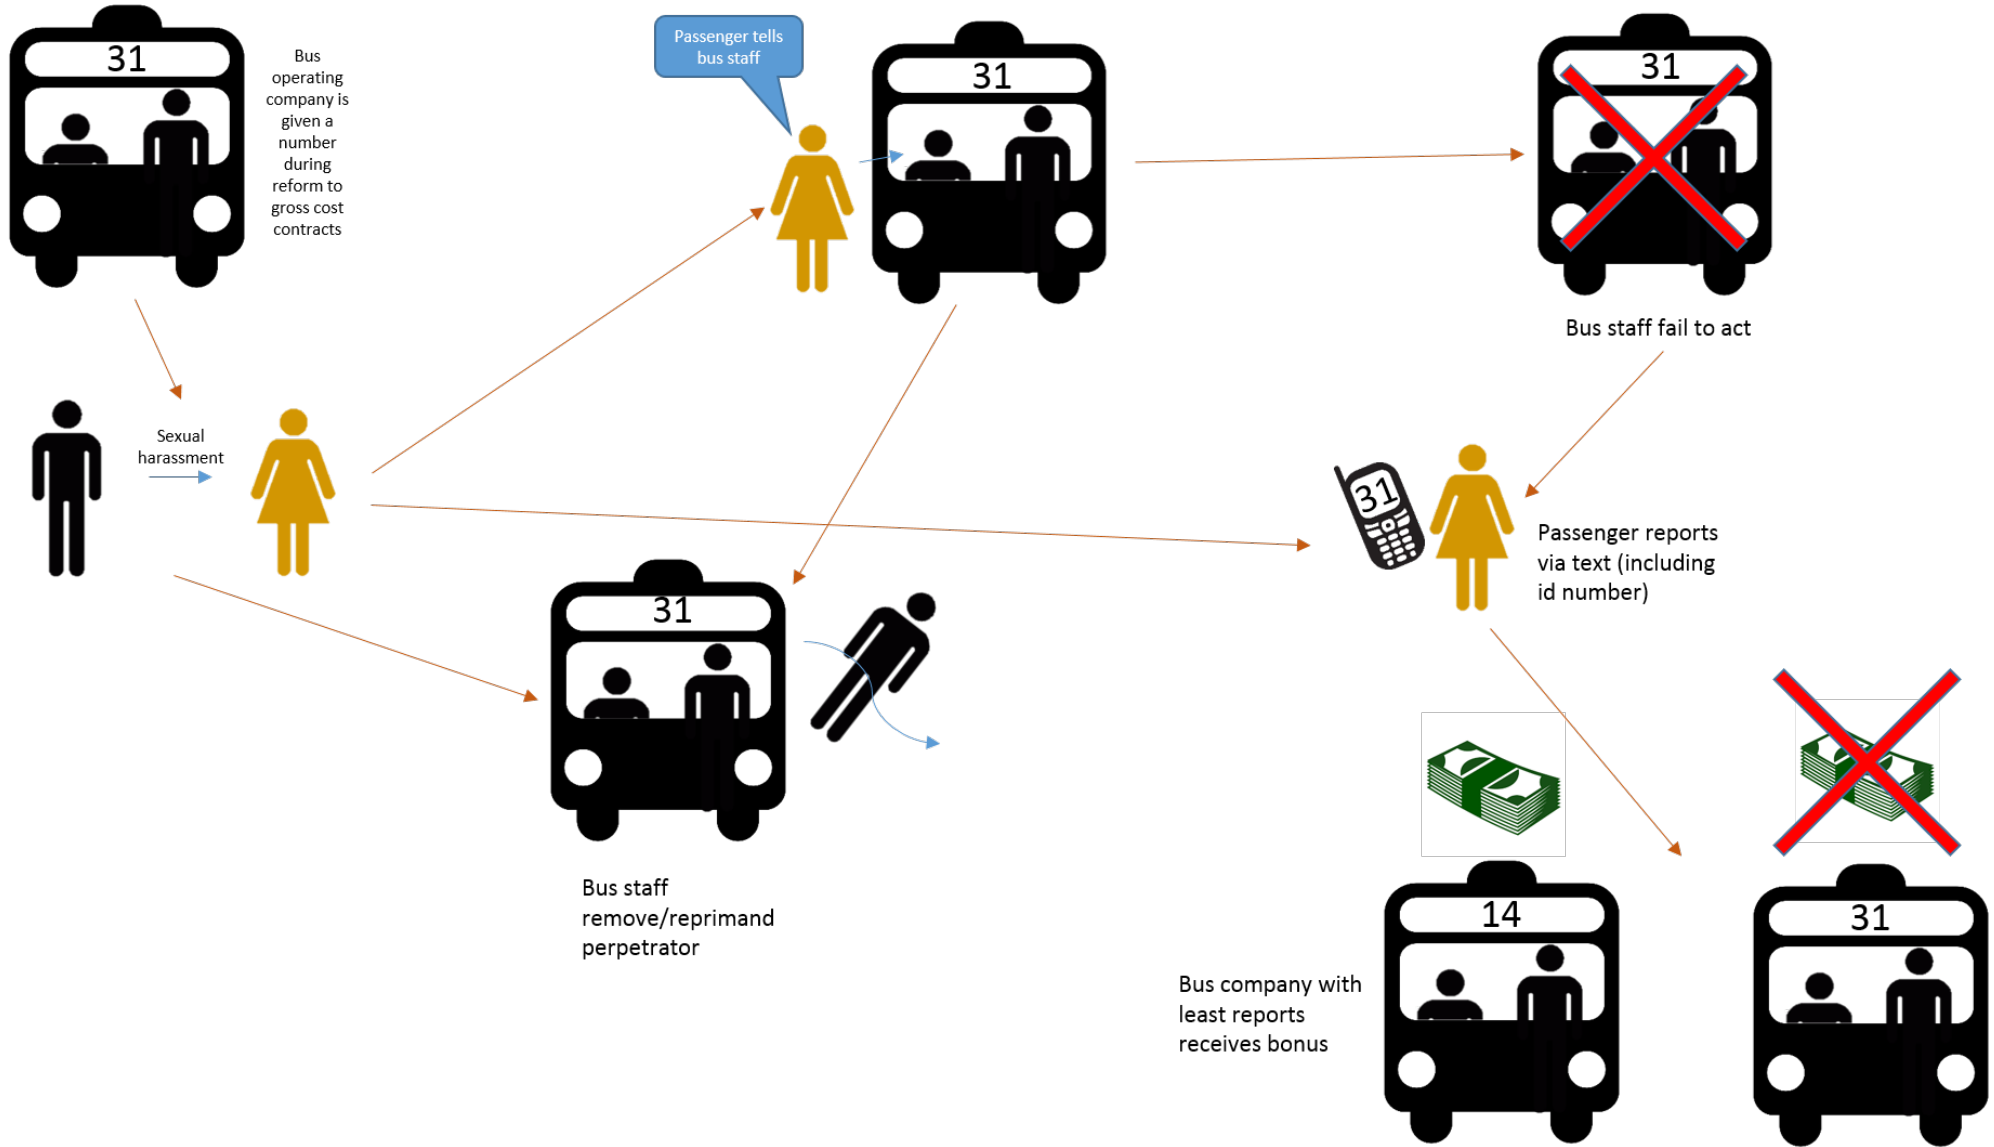 31
Bus
operating
company is
given a
number
during
reform to
gross cost
contracts
Passenger tells
bus staff
31
31
Bus staff fail to act
Sexual
harassment
31
Passenger reports
via text (including
id number)
31
Bus staff
remove/reprimand
perpetrator
14
31
Bus company with
least reports
receives bonus